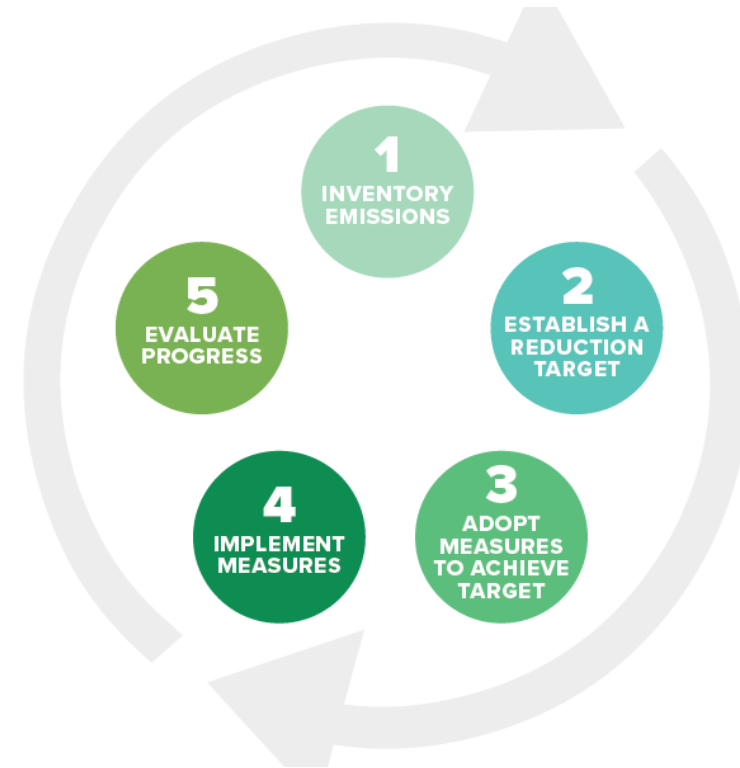 1
INVENTORY
EMISSIONS
2
ESTABLISH A
REDUCTION
TARGET
3
ADOPT
MEASURES
TO ACHIEVE
TARGET
4
IMPLEMENT
MEASURES
5
EVALUATE
PROGRESS